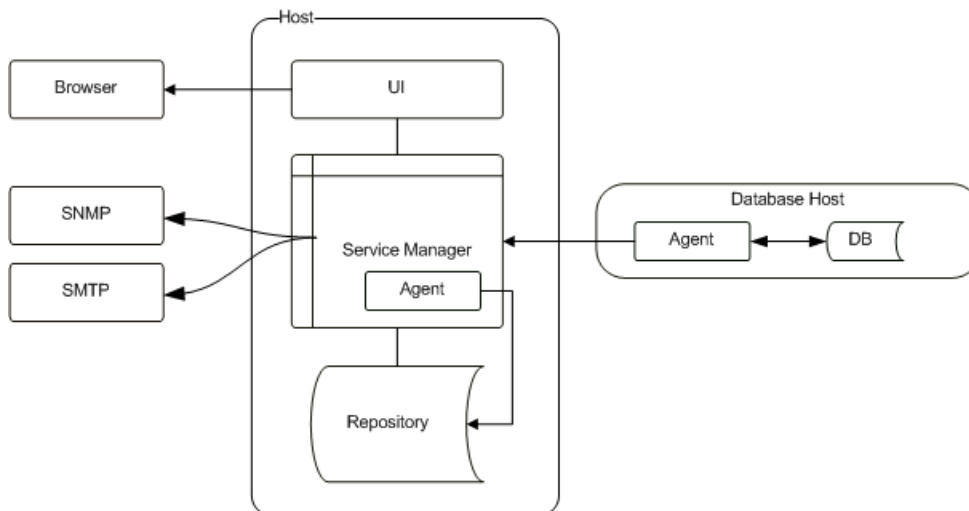 Host
Browser
UI
SNMP
SMTP
Service Manager
Agent
Repository
Database Host
Agent
DB